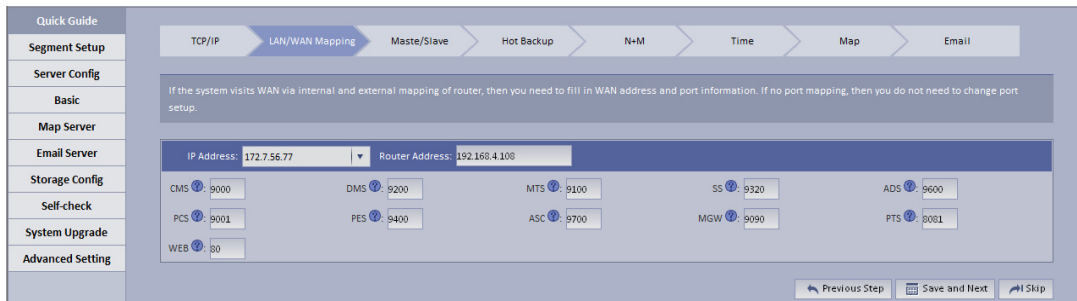 Quick Guide
Segment Setup
Server Config
Basic
Map Server
Email Server
Storage Config
Self-check
System Upgrade
Advanced Setting
TCP/IP LAN/WAN Mapping Maste/Slave Hot Backup N+M Time Map Email
If the system visits WAN via internal and external mapping of router, then you need to fill in WAN address and port information. If no port mapping, then you do not need to change port
setup.
IP Address: 172.7.56.77 Router Address: 192.168.4.108
CMS ?: 9000 DMS ?: 9200 MTS ?: 9100 SS ?: 9320 ADS ?: 9600
PCS ?: 9001 PES ?: 9400 ASC ?: 9700 MGW ?: 9090 PTS ?: 8081
WEB ?: 80
Previous Step Save and Next Skip